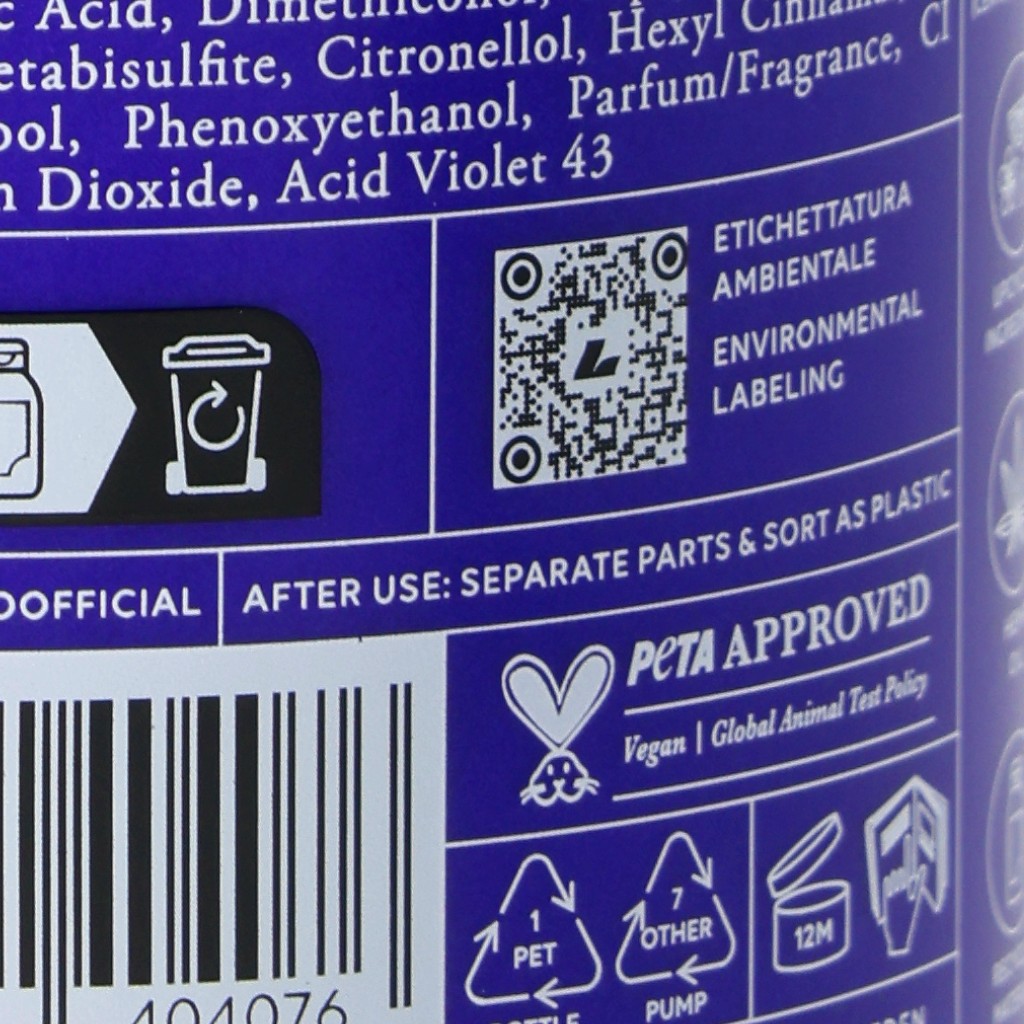 Acid, Dimethiconol,
etabisulfite, Citronellol, Hexyl
Phenoxyethanol, Parfum/Fragrance, CI
Dioxide, Acid Violet 43
ETICHETTATURA
AMBIENTALE
ENVIRONMENTAL
LABELING
OOFFICIAL
AFTER USE: SEPARATE PARTS & SORT AS PLASTIC
PETA APPROVED
Vegan | Global Animal Test Policy
1
PET
7
OTHER
PUMP
12M
404076